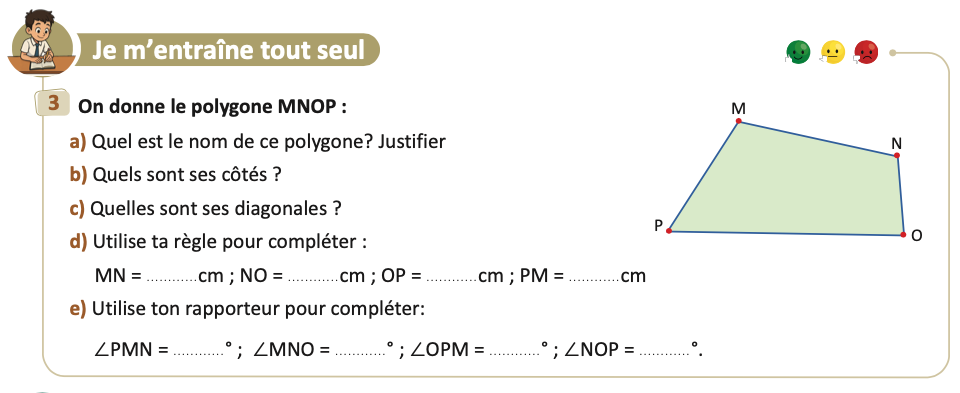 Je m’entraîne tout seul
3 On donne le polygone MNOP :
a) Quel est le nom de ce polygone? Justifier
b) Quels sont ses côtés ?
c) Quelles sont ses diagonales ?
d) Utilise ta règle pour compléter :
MN = ............cm ; NO = ............cm ; OP = ............cm ; PM = ............cm
e) Utilise ton rapporteur pour compléter:
∠PMN = ............° ; ∠MNO = ............° ; ∠OPM = ............° ; ∠NOP = ............°.
M
N
P
O